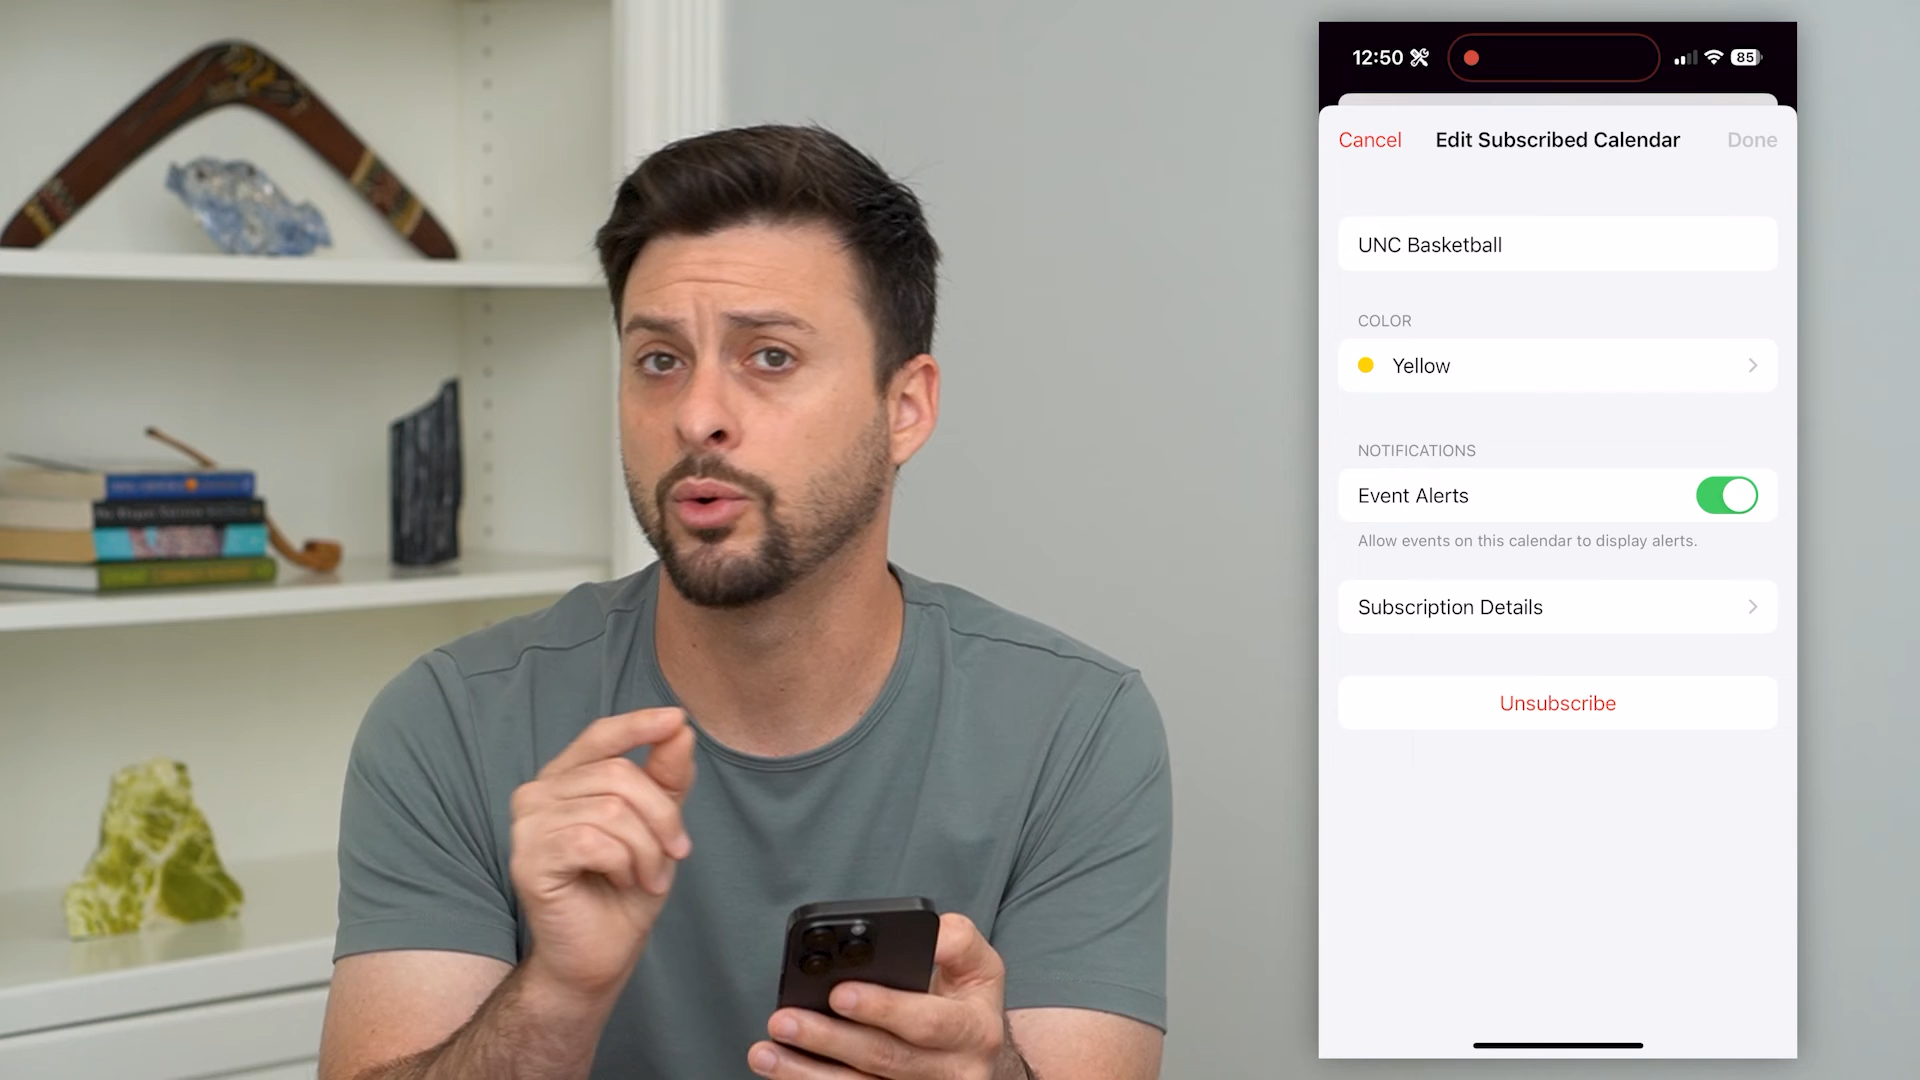 12:50
85
Cancel
Edit Subscribed Calendar
Done
UNC Basketball
COLOR
Yellow
NOTIFICATIONS
Event Alerts
Allow events on this calendar to display alerts.
Subscription Details
Unsubscribe